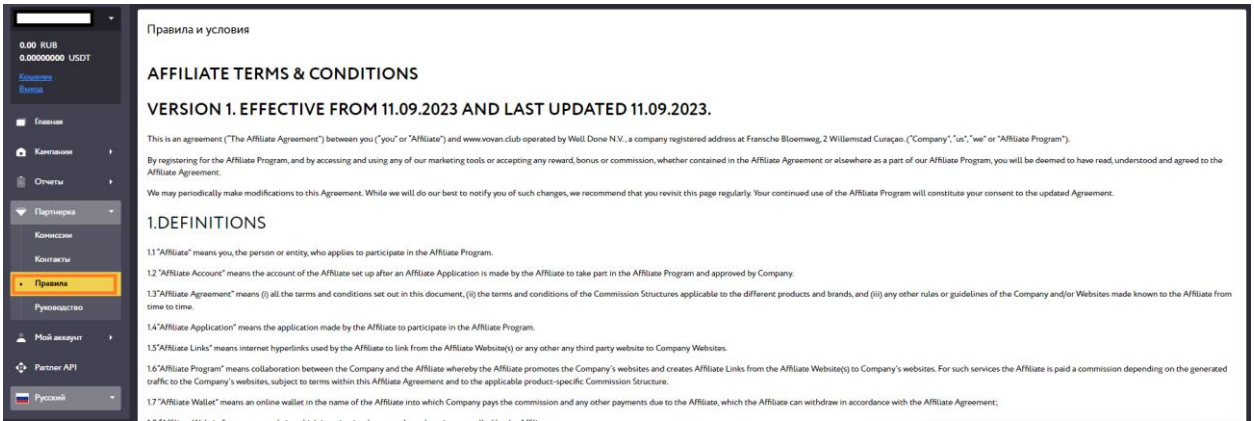 0.00 RUB
0.00000000 USDT
Кошелек
Выход
Главная
Кампании
Отчеты
Партнерка
Комиссии
Контакты
Правила
Руководство
Мой аккаунт
Partner API
Русский
Правила и условия
AFFILIATE TERMS & CONDITIONS
VERSION 1. EFFECTIVE FROM 11.09.2023 AND LAST UPDATED 11.09.2023.
This is an agreement ("The Affiliate Agreement") between you ("you" or "Affiliate") and www.vovan.club operated by Well Done N.V., a company registered address at Fransche Bloemweg, 2 Willemstad Curaçao. ("Company", "us", "we" or "Affiliate Program").
By registering for the Affiliate Program, and by accessing and using any of our marketing tools or accepting any reward, bonus or commission, whether contained in the Affiliate Agreement or elsewhere as a part of our Affiliate Program, you will be deemed to have read, understood and agreed to the
Affiliate Agreement.
We may periodically make modifications to this Agreement. While we will do our best to notify you of such changes, we recommend that you revisit this page regularly. Your continued use of the Affiliate Program will constitute your consent to the updated Agreement.
1.DEFINITIONS
1.1 "Affiliate" means you, the person or entity, who applies to participate in the Affiliate Program.
1.2 "Affiliate Account" means the account of the Affiliate set up after an Affiliate Application is made by the Affiliate to take part in the Affiliate Program and approved by Company.
1.3"Affiliate Agreement" means (i) all the terms and conditions set out in this document, (ii) the terms and conditions of the Commission Structures applicable to the different products and brands, and (iii) any other rules or guidelines of the Company and/or Websites made known to the Affiliate from
time to time.
1.4"Affiliate Application" means the application made by the Affiliate to participate in the Affiliate Program.
1.5"Affiliate Links" means internet hyperlinks used by the Affiliate to link from the Affiliate Website(s) or any other any third party website to Company Websites.
1.6"Affiliate Program" means collaboration between the Company and the Affiliate whereby the Affiliate promotes the Company's websites and creates Affiliate Links from the Affiliate Website(s) to Company's websites. For such services the Affiliate is paid a commission depending on the generated
traffic to the Company's websites, subject to terms within this Affiliate Agreement and to the applicable product-specific Commission Structure.
1.7 "Affiliate Wallet" means an online wallet in the name of the Affiliate into which Company pays the commission and any other payments due to the Affiliate, which the Affiliate can withdraw in accordance with the Affiliate Agreement;